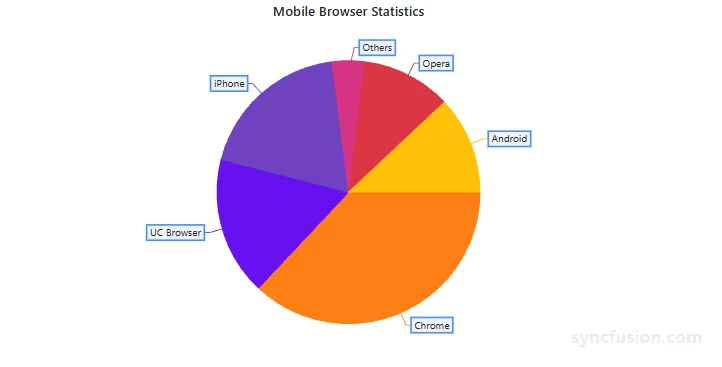 Mobile Browser Statistics
Others
Opera
iPhone
Android
UC Browser
Chrome
syncfusion.com